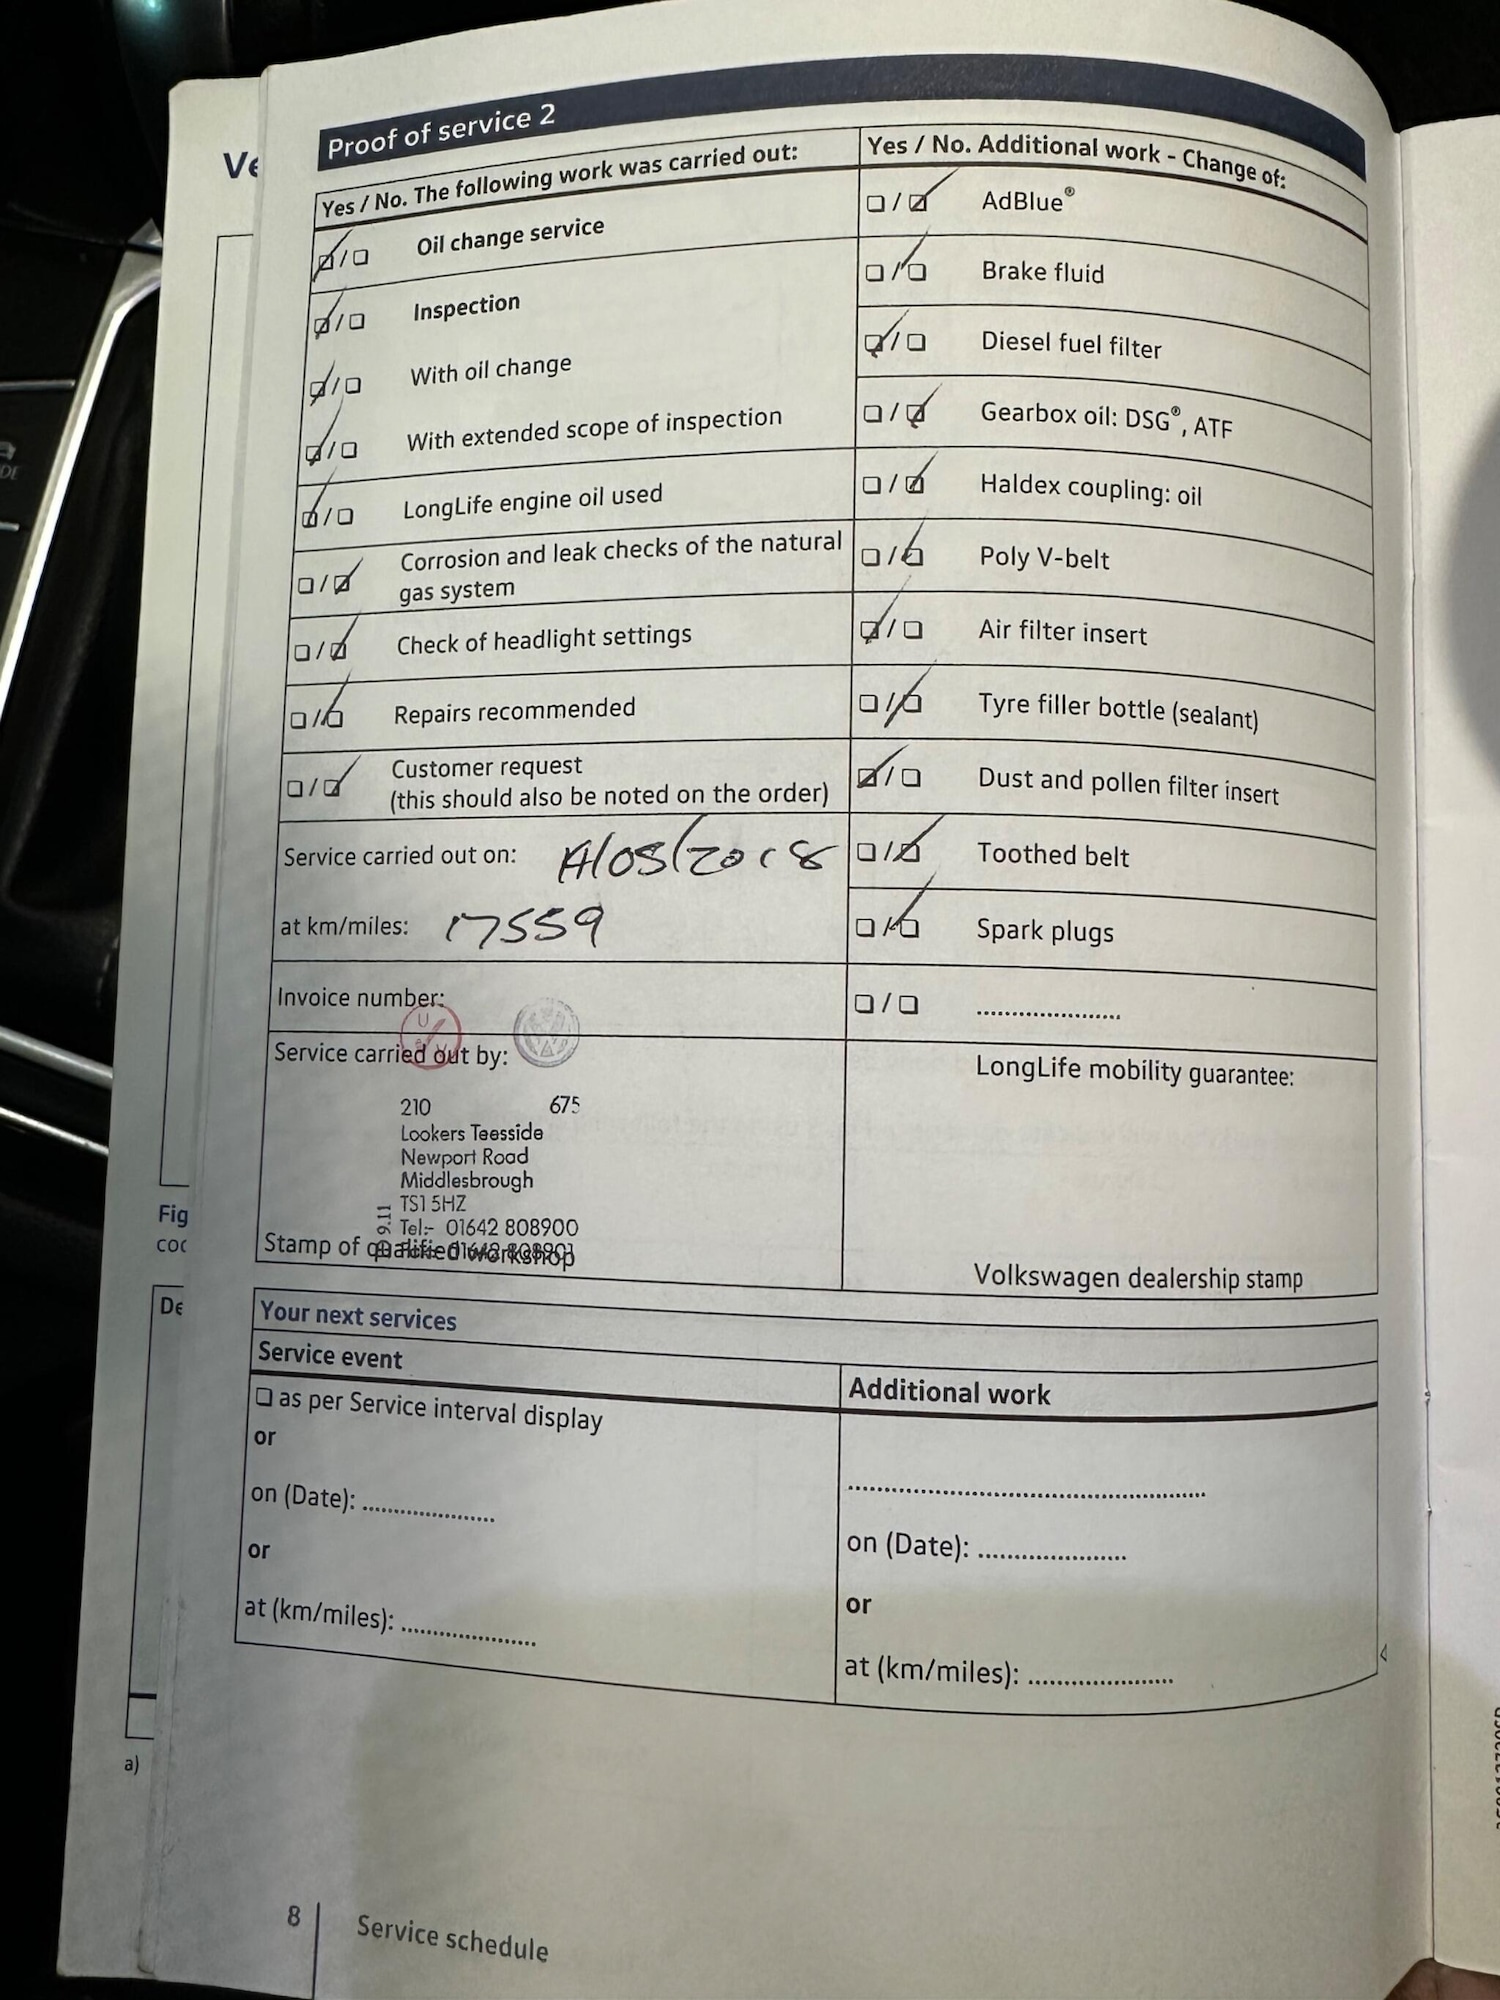 Proof of service 2
Yes / No. The following work was carried out:
Oil change service
Inspection
With oil change
With extended scope of inspection
LongLife engine oil used
Corrosion and leak checks of the natural
gas system
Check of headlight settings
Repairs recommended
Customer request
(this should also be noted on the order)
Service carried out on:
at km/miles: 17559
Invoice number:
Service carried out by:
210 675
Lookers Teesside
Newport Road
Middlesbrough
TS1 5HZ
Tel:- 01642 808900
Stamp of qualified workshop
Yes / No. Additional work - Change of:
AdBlue®
Brake fluid
Diesel fuel filter
Gearbox oil: DSG®, ATF
Haldex coupling: oil
Poly V-belt
Air filter insert
Tyre filler bottle (sealant)
Dust and pollen filter insert
Toothed belt
Spark plugs
LongLife mobility guarantee:
Volkswagen dealership stamp
Your next services
Service event
as per Service interval display
or
on (Date):
or
at (km/miles):
Additional work
on (Date):
or
at (km/miles):
8
Service schedule
Fig
De
a)